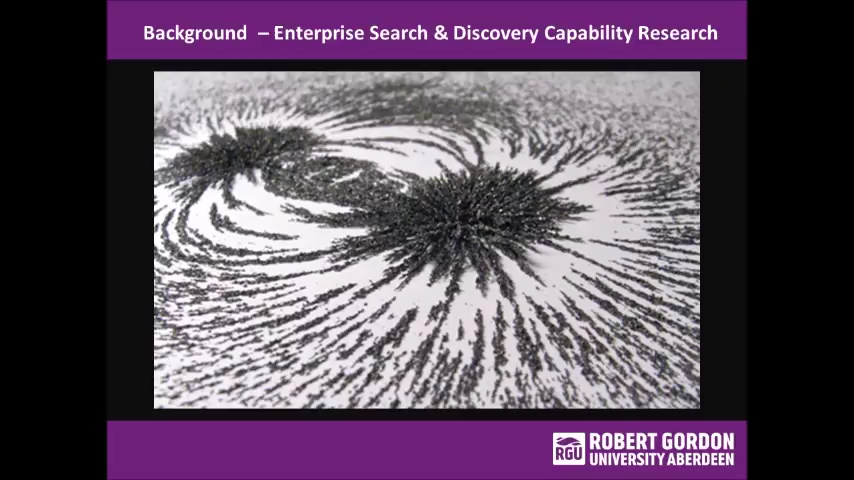 Background – Enterprise Search & Discovery Capability Research
RGU
ROBERT GORDON
UNIVERSITY ABERDEEN